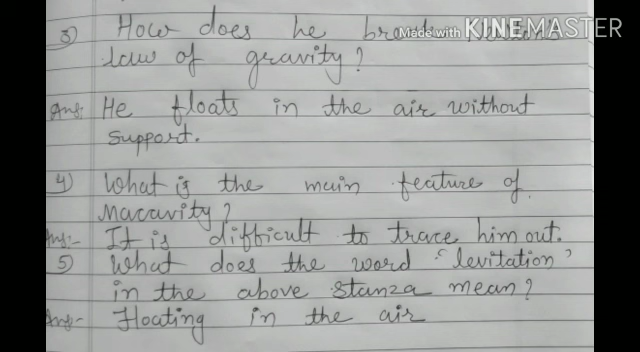 3) How does he Made with KINEMASTER
law of gravity?
Ans: He floats in the air without
support.
4) What is the main feature of
Macavity?
Ans:- It is difficult to trace him out.
5) What does the word "levitation"
in the above stanza mean?
Ans- Floating in the air